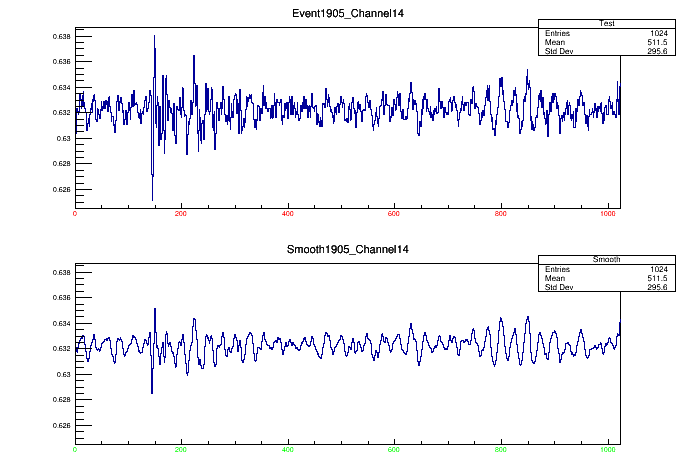 Event1905_Channel14
Test
Entries 1024
Mean 511.5
Std Dev 295.6
0.638
0.636
0.634
0.632
0.63
0.628
0.626
0 200 400 600 800 1000
Smooth1905_Channel14
Smooth
Entries 1024
Mean 511.5
Std Dev 295.6
0.638
0.636
0.634
0.632
0.63
0.628
0.626
0 200 400 600 800 1000